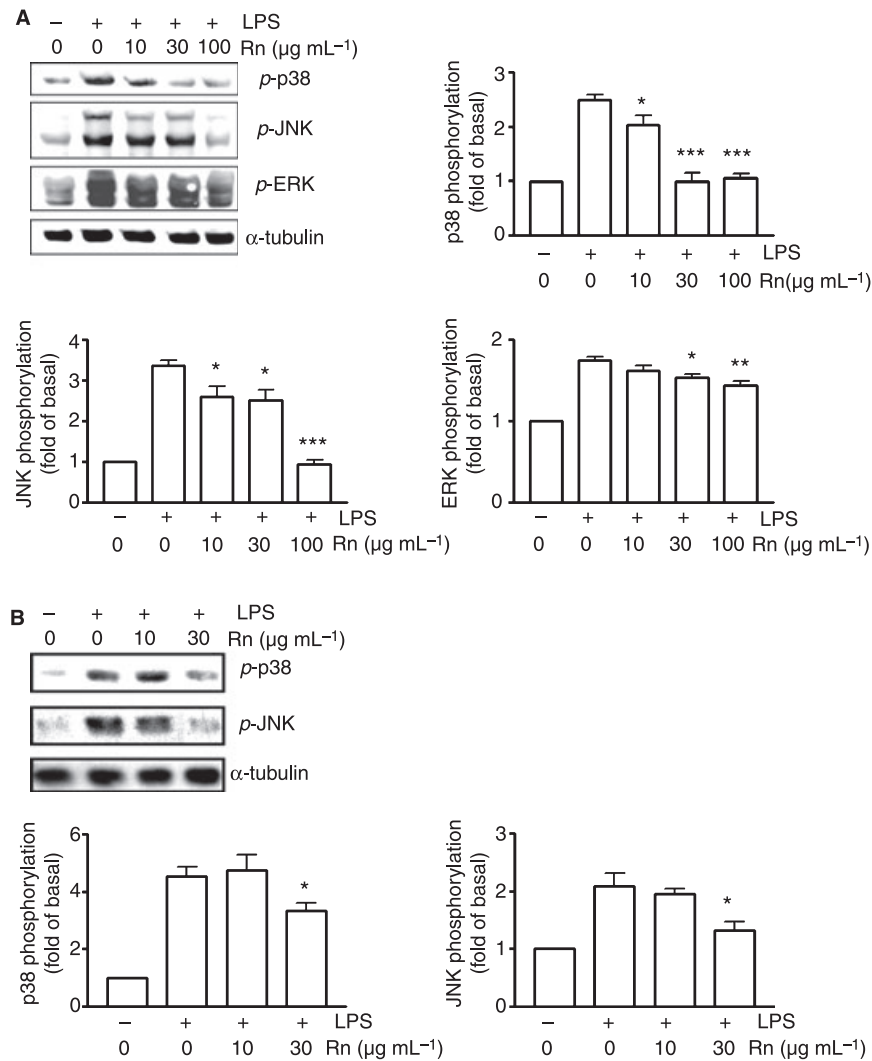 A
– + + + + LPS
0 0 10 30 100 Rn (µg mL–1)
p-p38
p-JNK
p-ERK
α-tubulin
p38 phosphorylation
(fold of basal)
3
2
1
0
*
***
***
– + + + + LPS
0 0 10 30 100 Rn(µg mL–1)
JNK phosphorylation
(fold of basal)
4
3
2
1
0
*
*
***
– + + + + LPS
0 0 10 30 100 Rn (µg mL–1)
ERK phosphorylation
(fold of basal)
2
1
0
*
**
– + + + + LPS
0 0 10 30 100 Rn (µg mL–1)
B
– + + + LPS
0 0 10 30 Rn (µg mL–1)
p-p38
p-JNK
α-tubulin
p38 phosphorylation
(fold of basal)
6
4
2
0
*
– + + + LPS
0 0 10 30 Rn (µg mL–1)
JNK phosphorylation
(fold of basal)
3
2
1
0
*
– + + + LPS
0 0 10 30 Rn (µg mL–1)